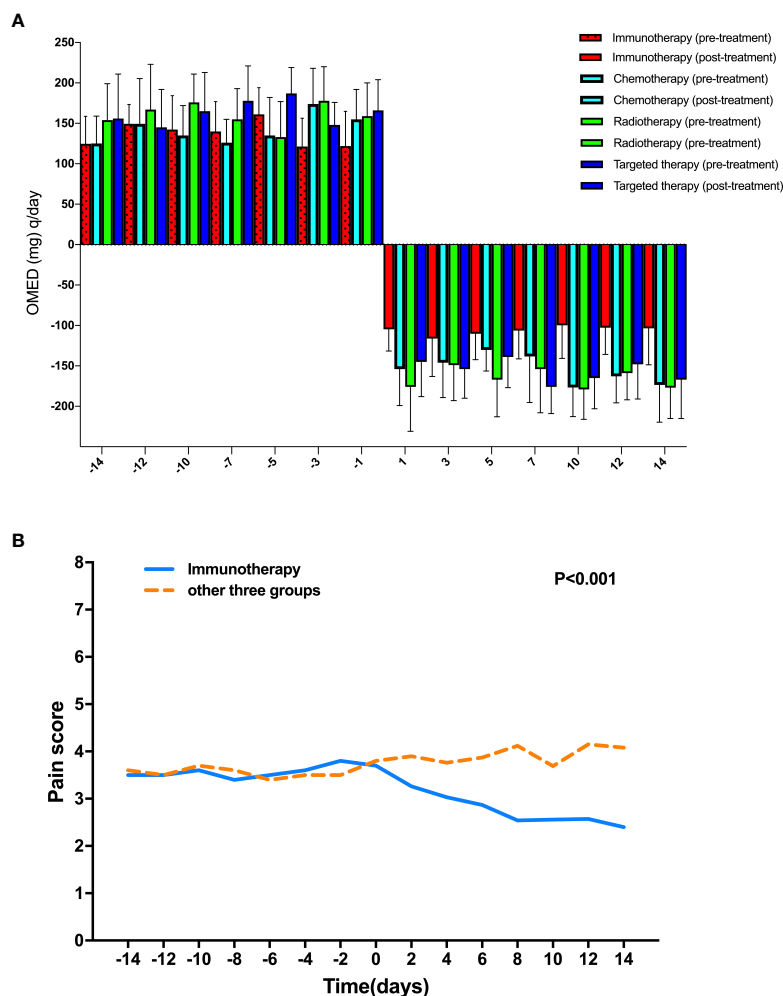 A
Immunotherapy (pre-treatment)
Immunotherapy (post-treatment)
Chemotherapy (pre-treatment)
Chemotherapy (post-treatment)
Radiotherapy (pre-treatment)
Radiotherapy (pre-treatment)
Targeted therapy (pre-treatment)
Targeted therapy (post-treatment)
OMED (mg) q/day
250
200
150
100
50
0
-50
-100
-150
-200
-14 -12 -10 -7 -5 -3 -1 1 3 5 7 10 12 14
B
Immunotherapy
other three groups
P<0.001
Pain score
8
7
6
5
4
3
2
1
0
-14 -12 -10 -8 -6 -4 -2 0 2 4 6 8 10 12 14
Time(days)